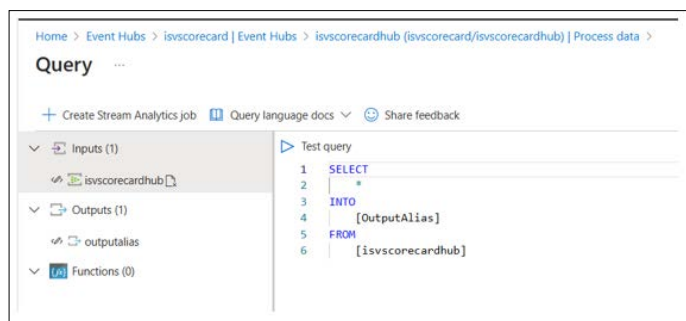 Home > Event Hubs > isvscorecard | Event Hubs > isvscorecardhub (isvscorecard/isvscorecardhub) | Process data >
Query ...
+ Create Stream Analytics job Query language docs Share feedback
Inputs (1)
isvscorecardhub
Outputs (1)
outputalias
Functions (0)
Test query
1 SELECT
2 *
3 INTO
4 [OutputAlias]
5 FROM
6 [isvscorecardhub]